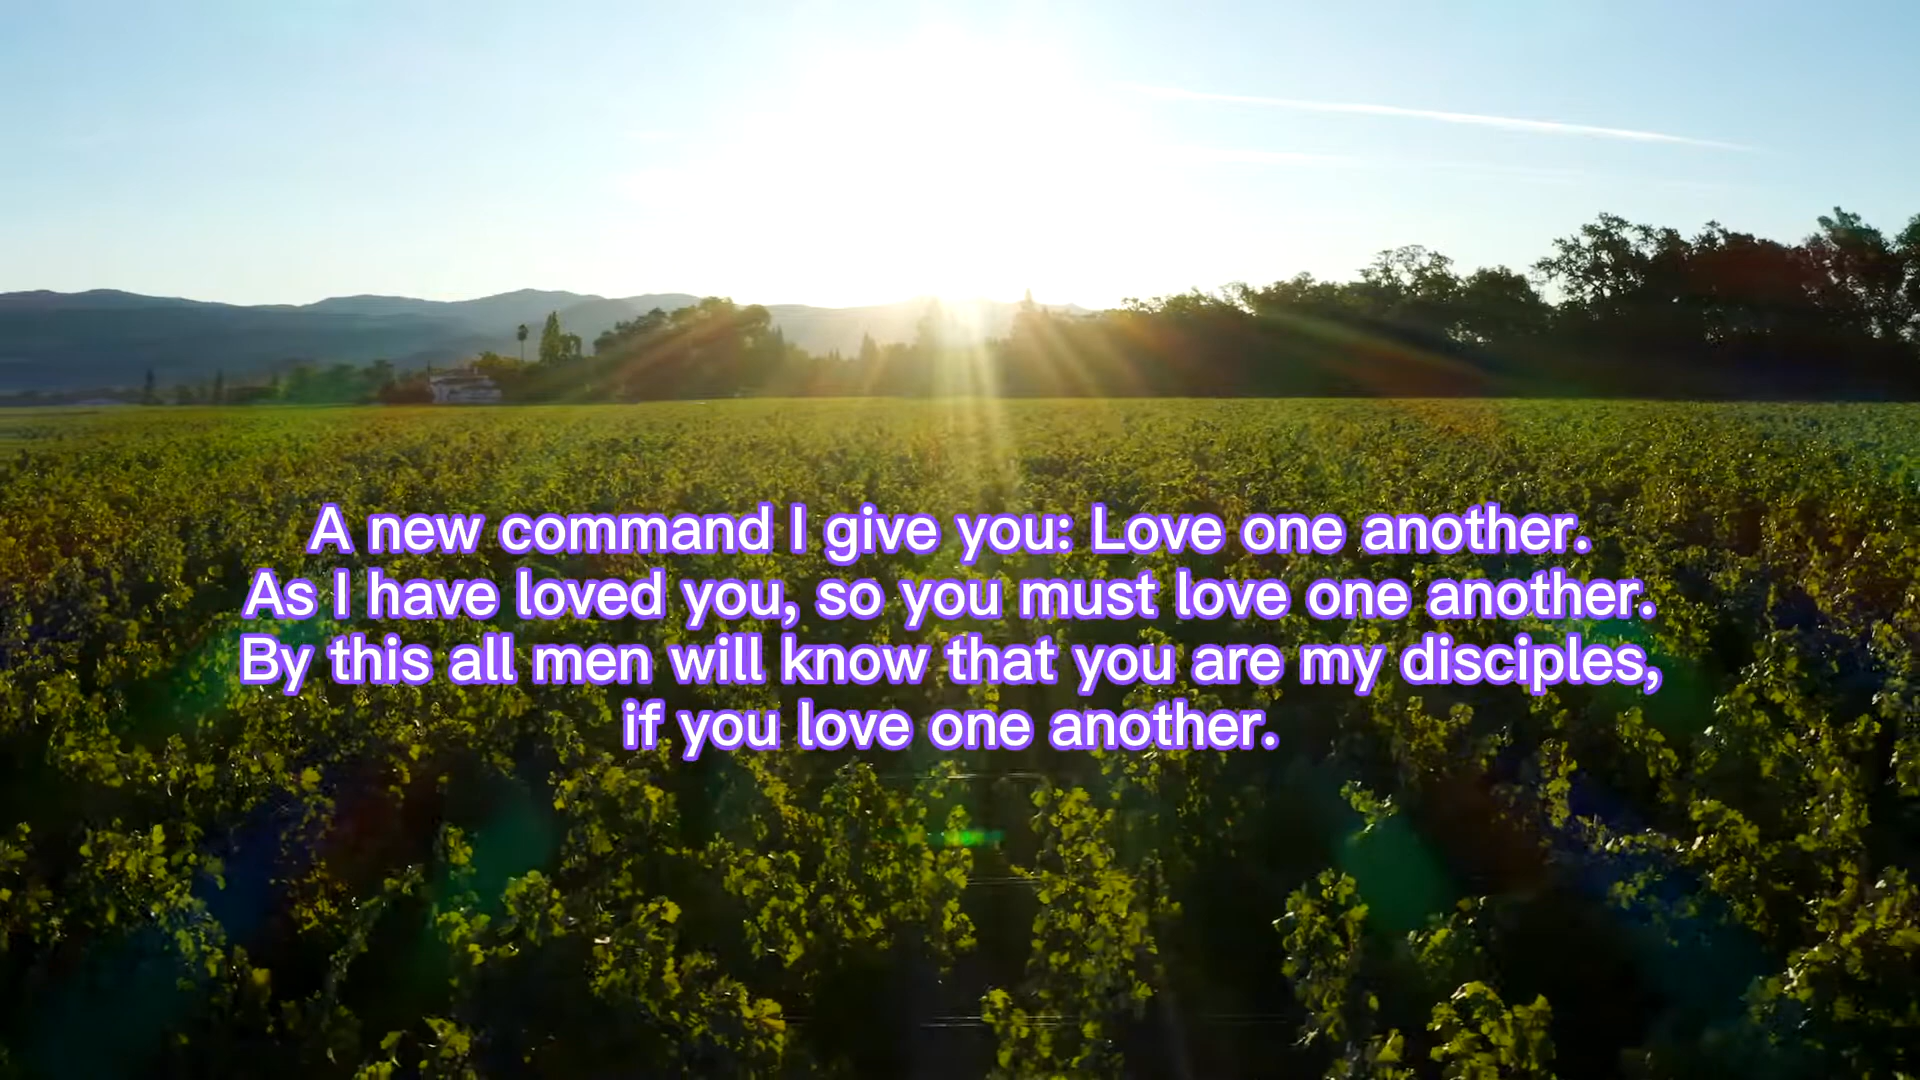 A new command I give you: Love one another.
As I have loved you, so you must love one another.
By this all men will know that you are my disciples,
if you love one another.